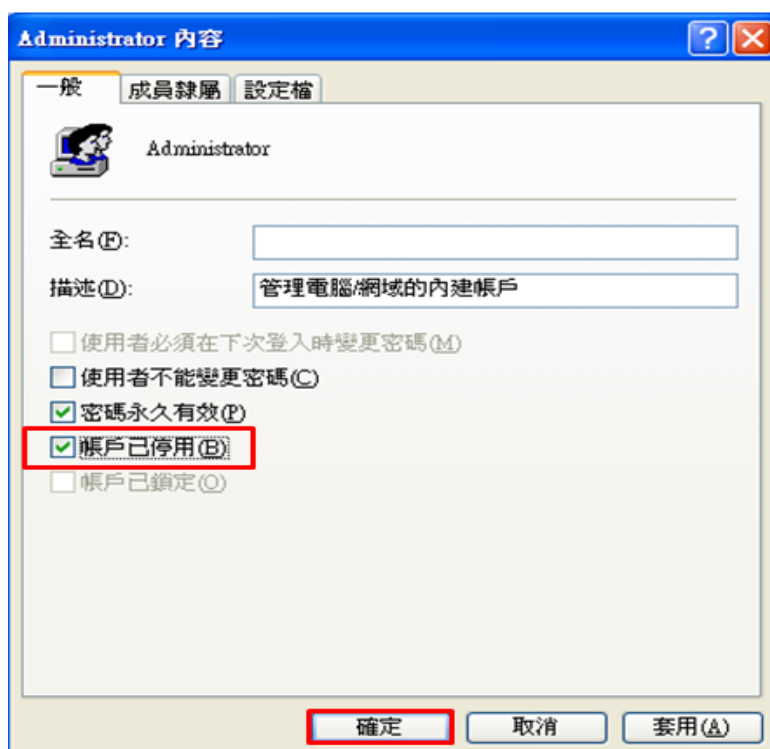 Administrator 內容
一般 成員隸屬 設定檔
Administrator
全名(F):
描述(D): 管理電腦/網域的內建帳戶
使用者必須在下次登入時變更密碼(M)
使用者不能變更密碼(C)
密碼永久有效(P)
帳戶已停用(B)
帳戶已鎖定(O)
確定 取消 套用(A)